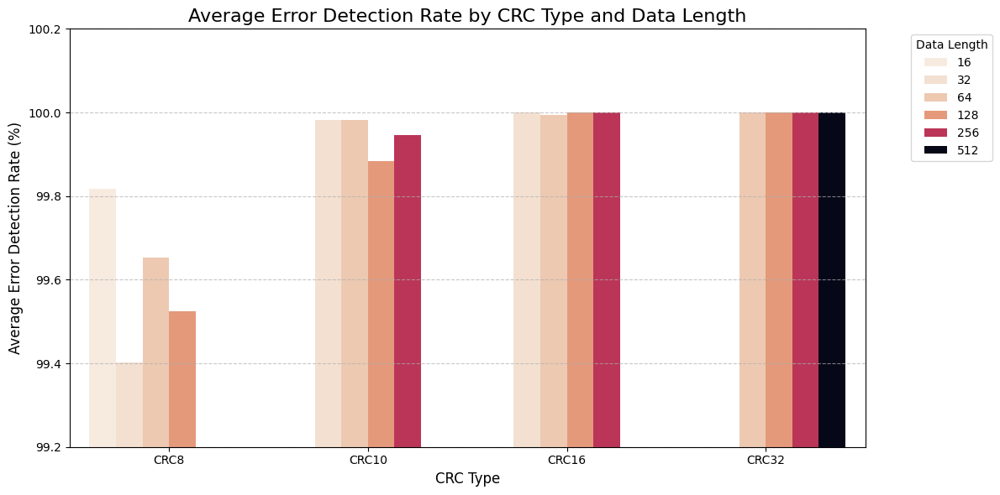 Average Error Detection Rate by CRC Type and Data Length
Average Error Detection Rate (%)
100.2
100.0
99.8
99.6
99.4
99.2
CRC8
CRC10
CRC16
CRC32
CRC Type
Data Length
16
32
64
128
256
512